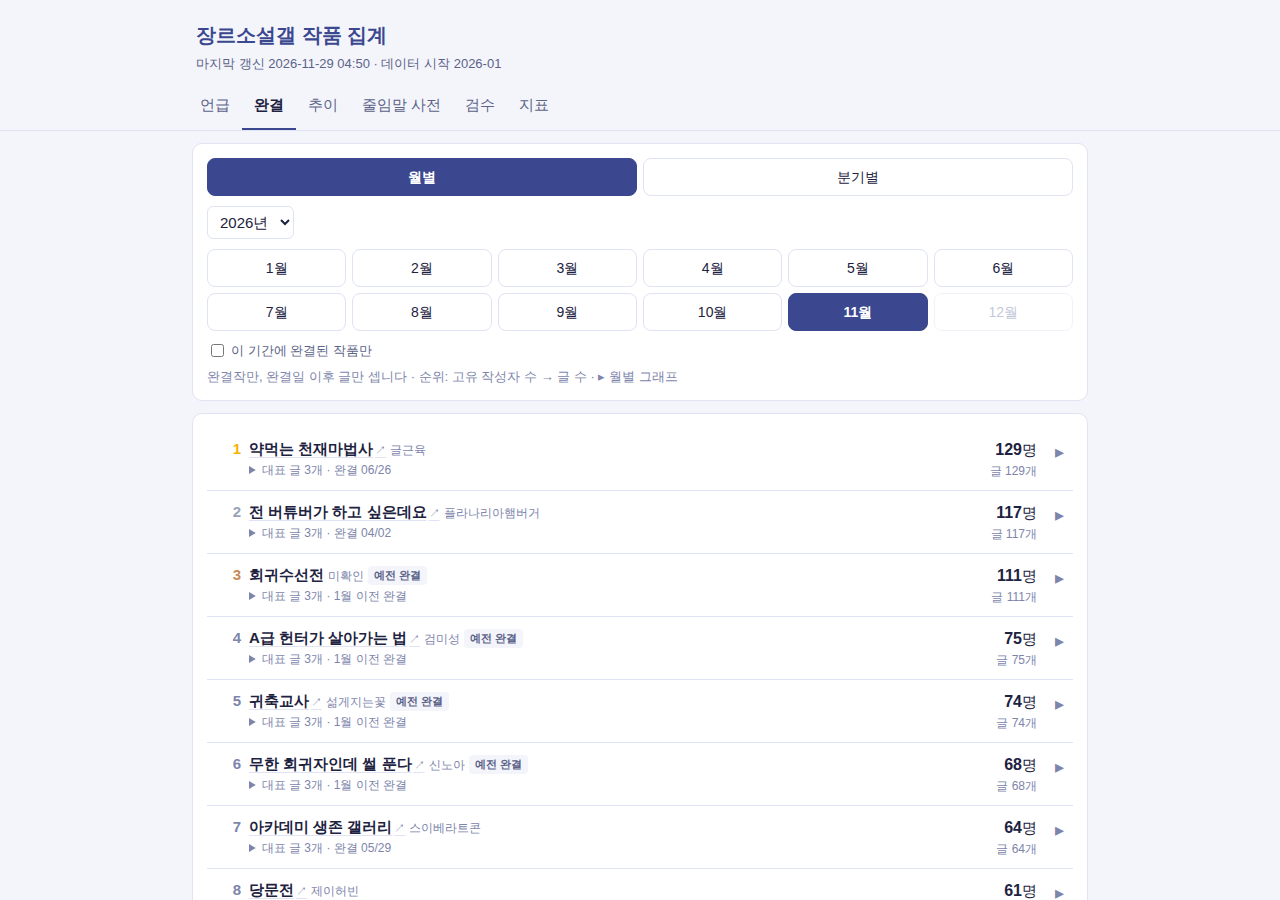 장르소설갤 작품 집계
마지막 갱신 2026-11-29 04:50 · 데이터 시작 2026-01
언급 완결 추이 줄임말 사전 검수 지표
월별 분기별
2026년
1월 2월 3월 4월 5월 6월
7월 8월 9월 10월 11월 12월
이 기간에 완결된 작품만
완결작만, 완결일 이후 글만 셉니다 · 순위: 고유 작성자 수 → 글 수 · ▸ 월별 그래프
1 약먹는 천재마법사 ↗ 글근육 129명 ▶
▶ 대표 글 3개 · 완결 06/26 글 129개
2 전 버튜버가 하고 싶은데요 ↗ 플라나리아햄버거 117명 ▶
▶ 대표 글 3개 · 완결 04/02 글 117개
3 회귀수선전 미확인 예전 완결 111명 ▶
▶ 대표 글 3개 · 1월 이전 완결 글 111개
4 A급 헌터가 살아가는 법 ↗ 검미성 예전 완결 75명 ▶
▶ 대표 글 3개 · 1월 이전 완결 글 75개
5 귀축교사 ↗ 섧게지는꽃 예전 완결 74명 ▶
▶ 대표 글 3개 · 1월 이전 완결 글 74개
6 무한 회귀자인데 썰 푼다 ↗ 신노아 예전 완결 68명 ▶
▶ 대표 글 3개 · 1월 이전 완결 글 68개
7 아카데미 생존 갤러리 ↗ 스이베라트콘 64명 ▶
▶ 대표 글 3개 · 완결 05/29 글 64개
8 당문전 ↗ 제이허빈 61명 ▶